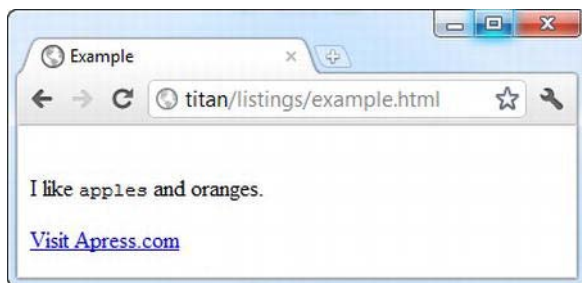 Example
titan/listings/example.html
I like apples and oranges.
Visit Apress.com